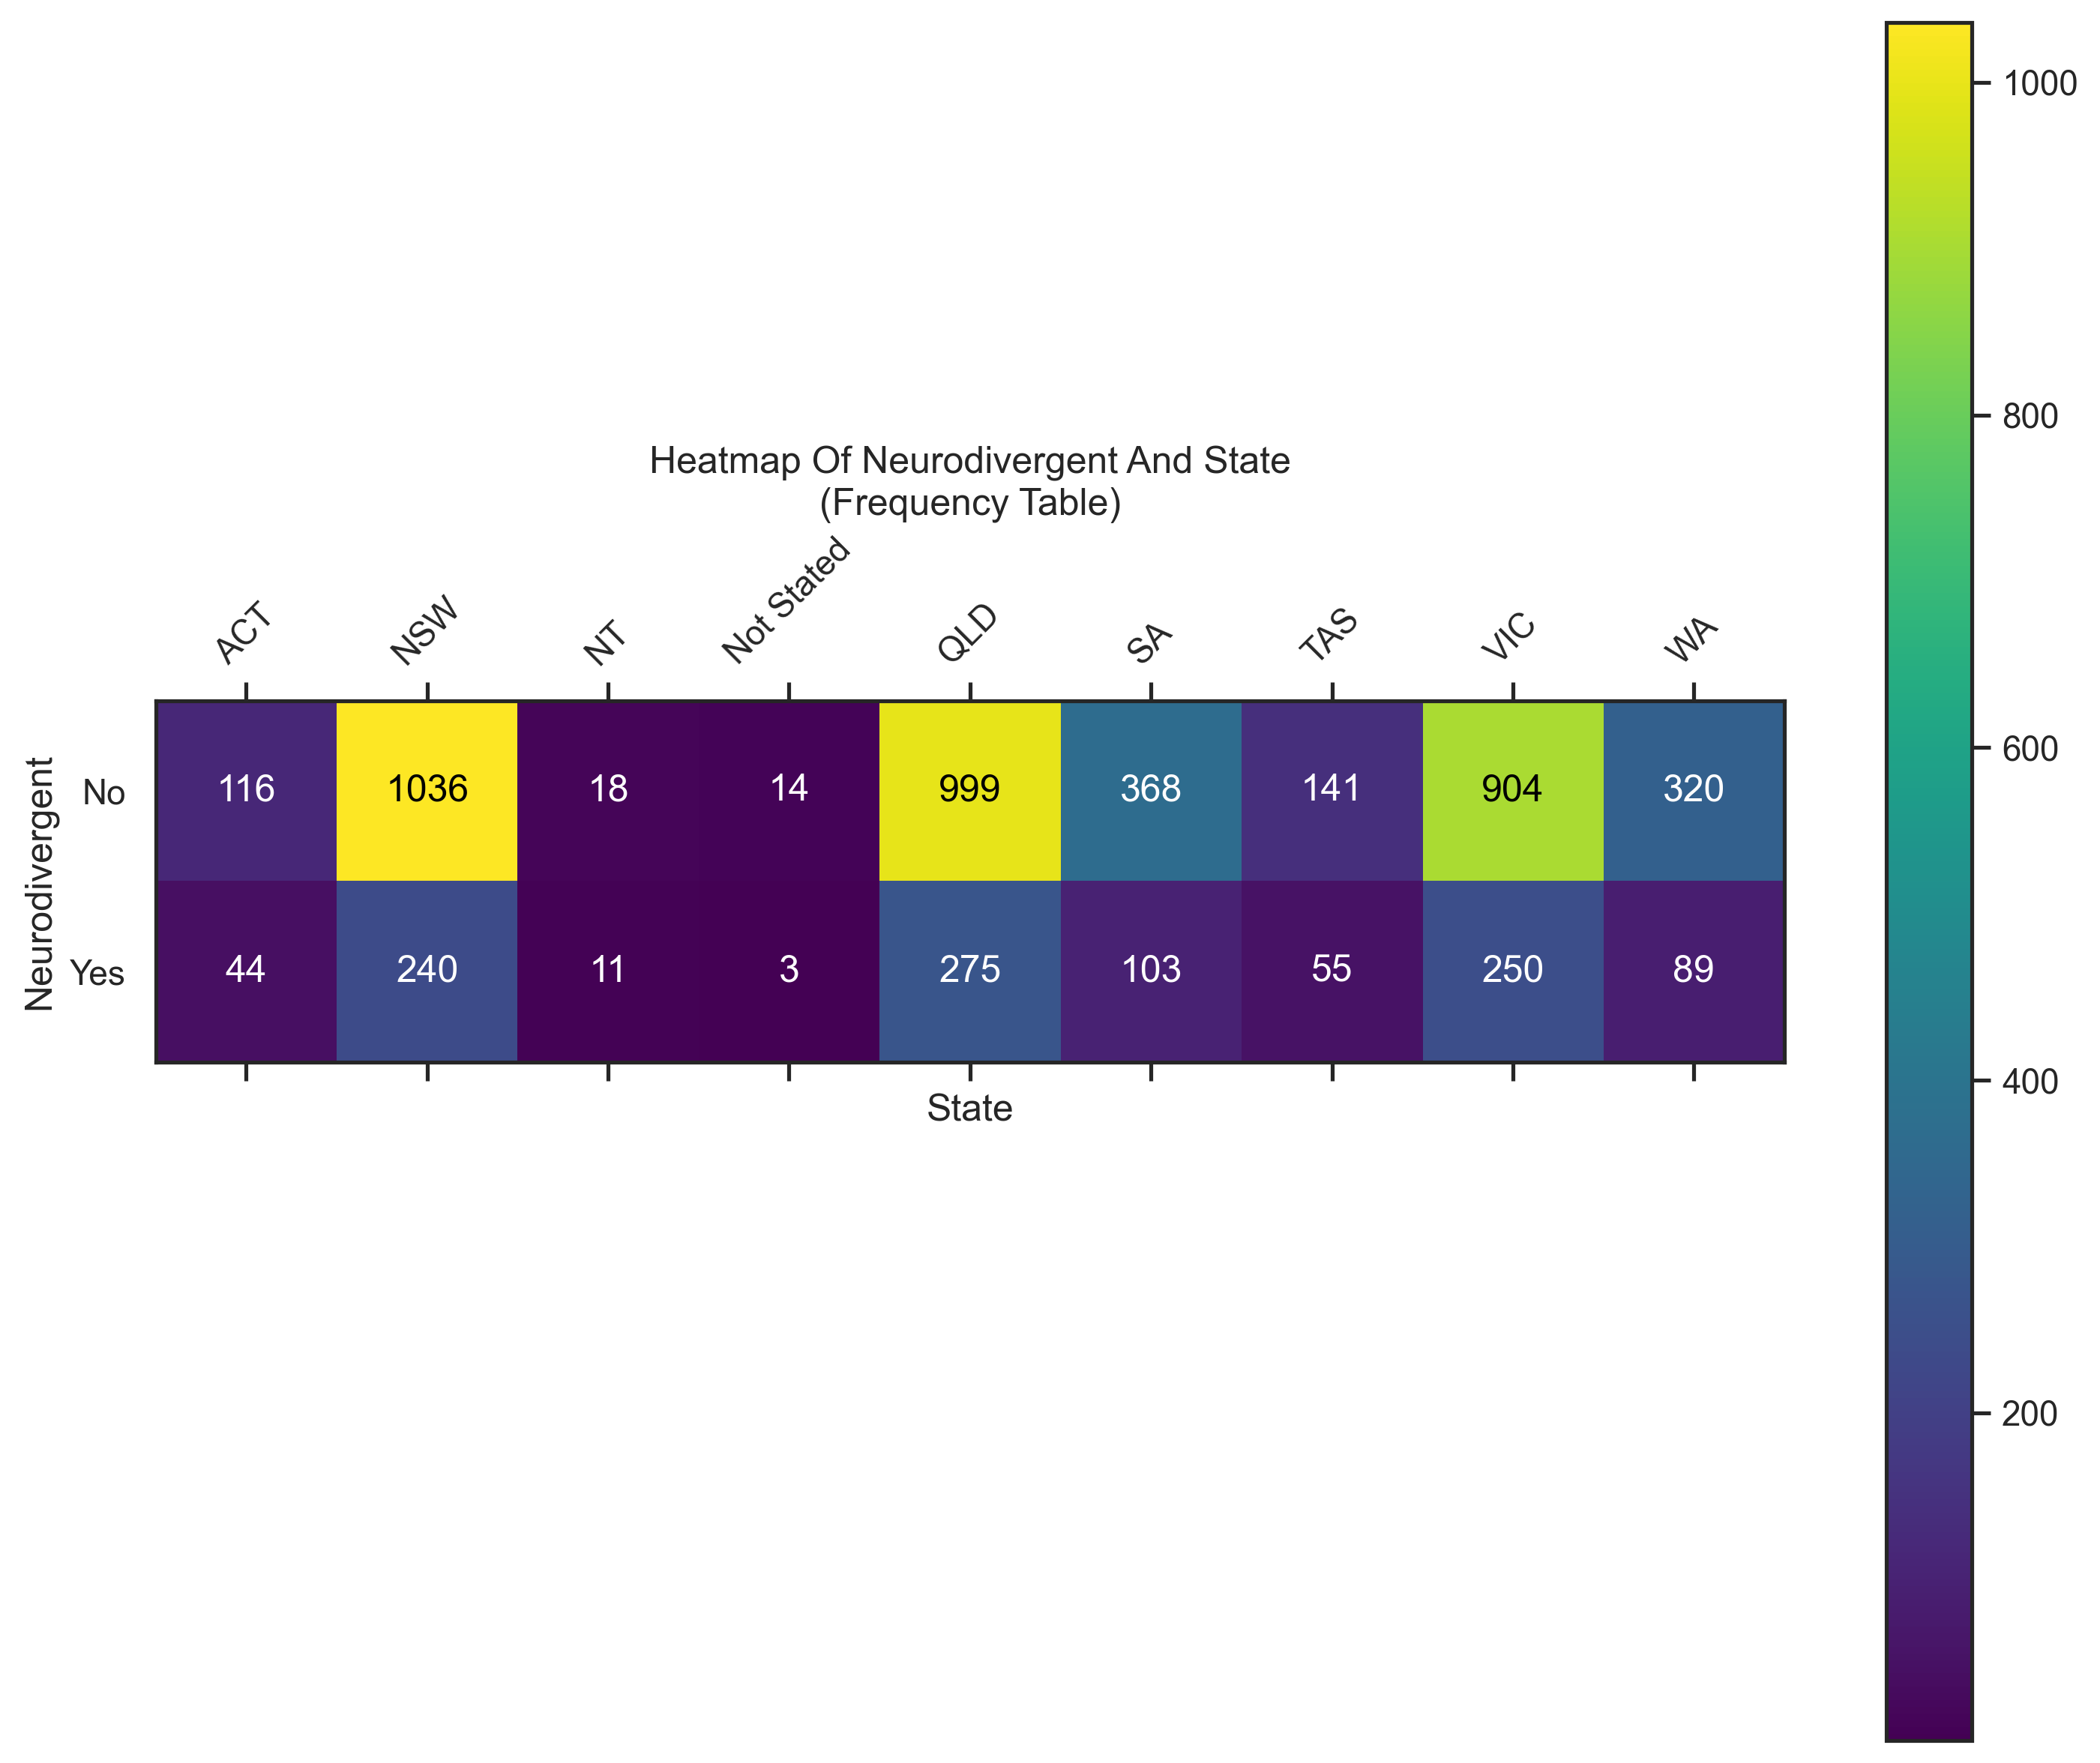 Heatmap Of Neurodivergent And State
(Frequency Table)
ACT NSW NT Not Stated QLD SA TAS VIC WA
Neurodivergent
No 116 1036 18 14 999 368 141 904 320
Yes 44 240 11 3 275 103 55 250 89
State
1000
800
600
400
200